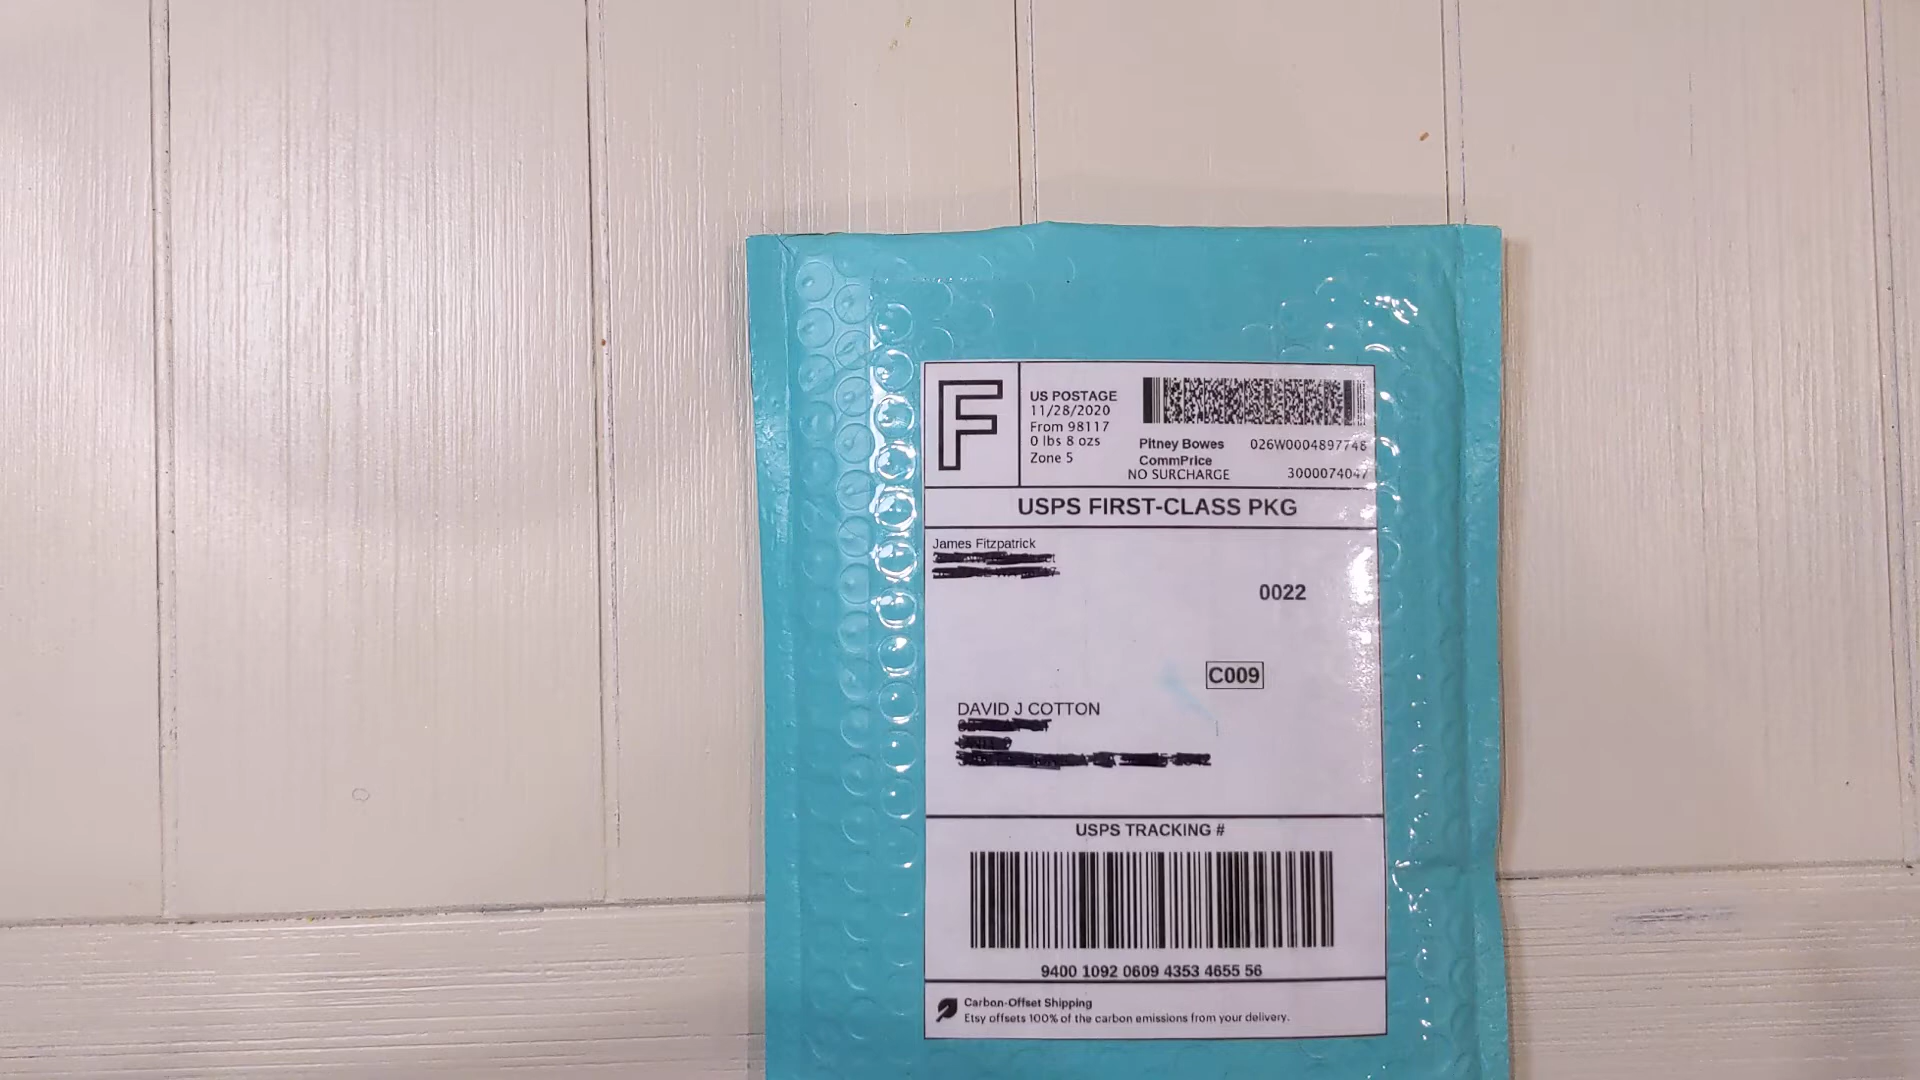 F
US POSTAGE
11/28/2020
From 98117
0 lbs 8 ozs
Zone 5
Pitney Bowes
CommPrice
NO SURCHARGE
026W0004897748
3000074047
USPS FIRST-CLASS PKG
James Fitzpatrick
0022
C009
DAVID J COTTON
USPS TRACKING #
9400 1092 0609 4353 4655 56
Carbon-Offset Shipping
Etsy offsets 100% of the carbon emissions from your delivery.